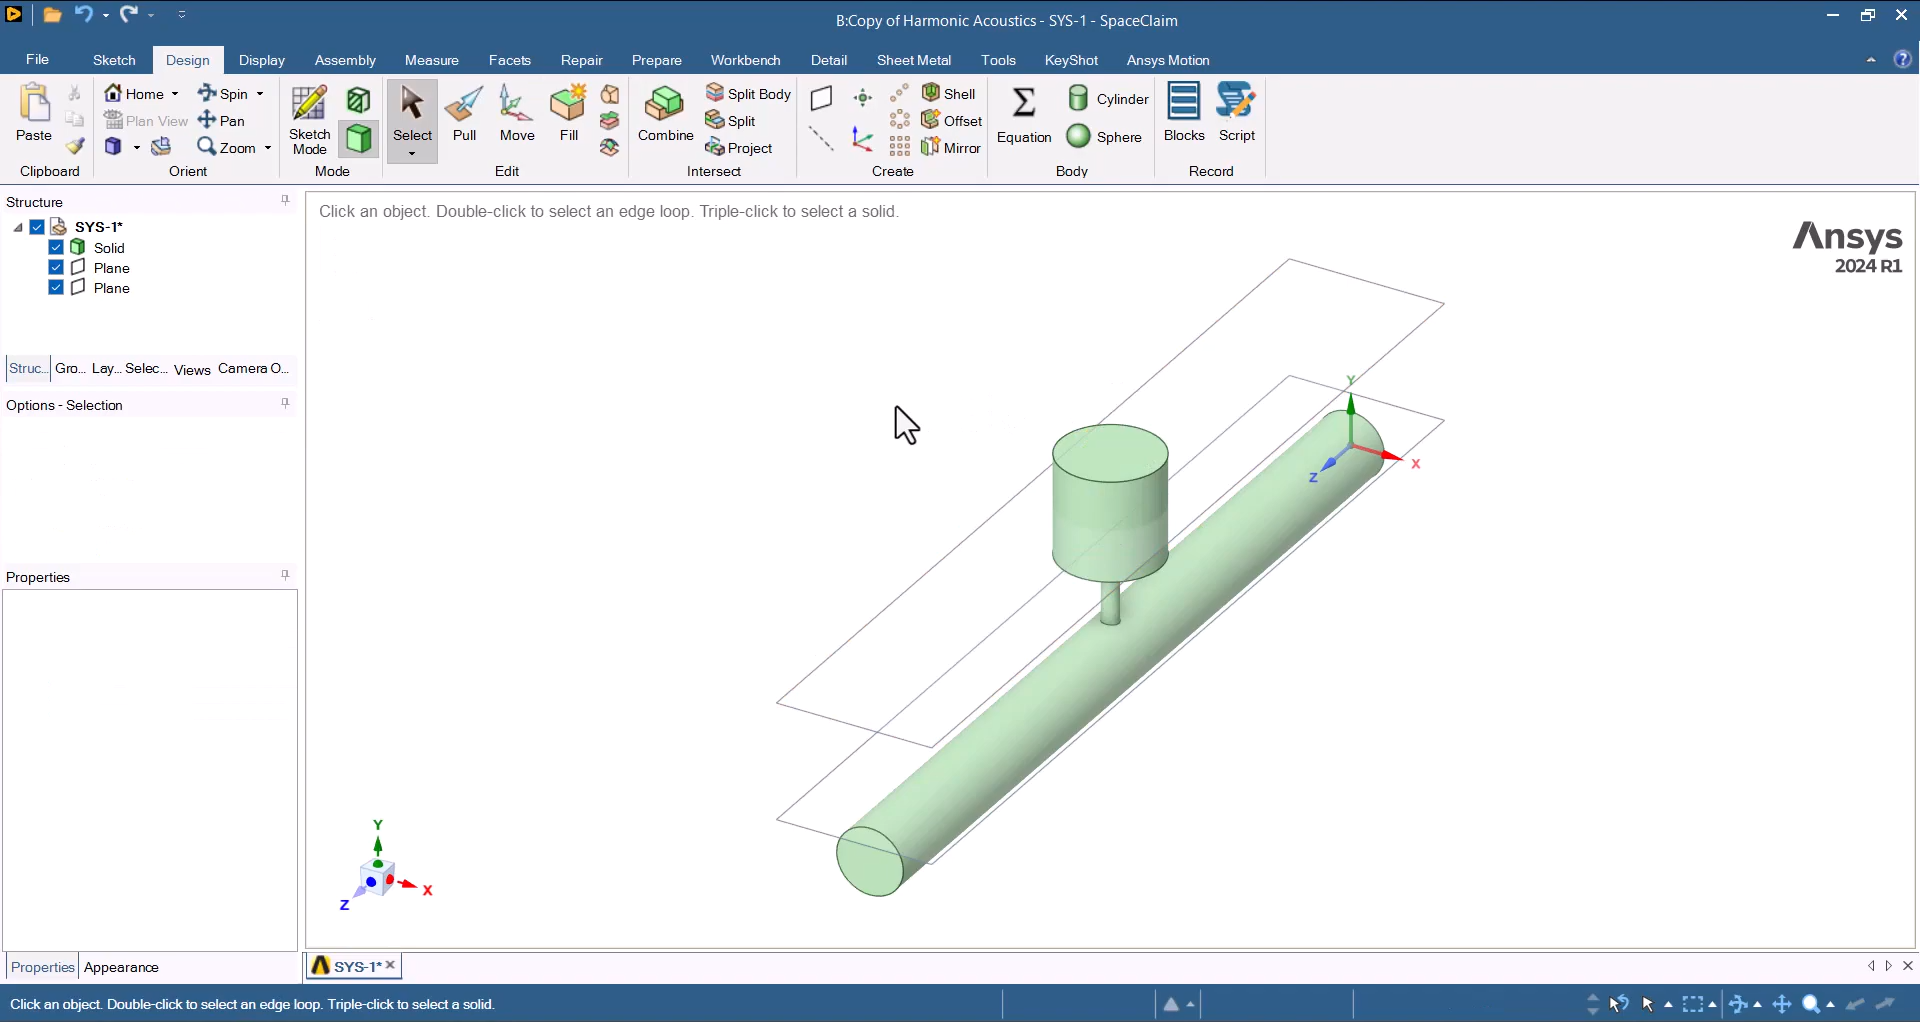 B:Copy of Harmonic Acoustics - SYS-1 - SpaceClaim
File Sketch Design Display Assembly Measure Facets Repair Prepare Workbench Detail Sheet Metal Tools KeyShot Ansys Motion
Paste
Clipboard
Home Spin
Plan View Pan
Zoom
Orient
Sketch Mode
Mode
Select Pull Move Fill
Edit
Combine
Split Body
Split
Project
Intersect
Shell
Offset
Mirror
Create
Equation
Cylinder
Sphere
Body
Blocks Script
Record
Structure
SYS-1*
Solid
Plane
Plane
Struc... Gro... Lay... Selec... Views Camera O...
Options - Selection
Properties
Properties Appearance
Click an object. Double-click to select an edge loop. Triple-click to select a solid.
Ansys
2024 R1
Y
X
Z
Y
X
Z
SYS-1*
Click an object. Double-click to select an edge loop. Triple-click to select a solid.